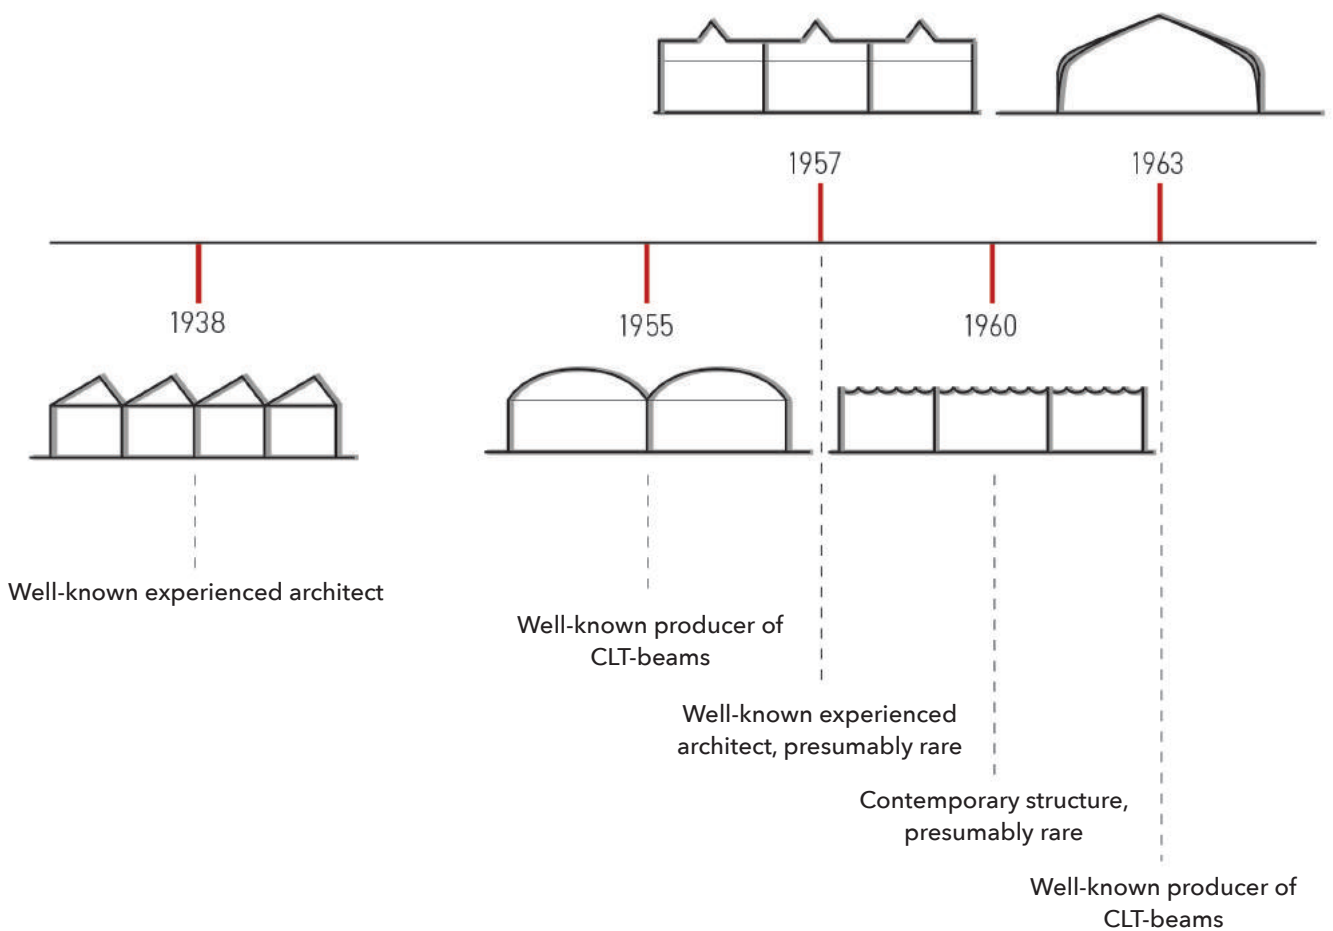 1957
1963
1938
1955
1960
Well-known experienced architect
Well-known producer of
CLT-beams
Well-known experienced
architect, presumably rare
Contemporary structure,
presumably rare
Well-known producer of
CLT-beams